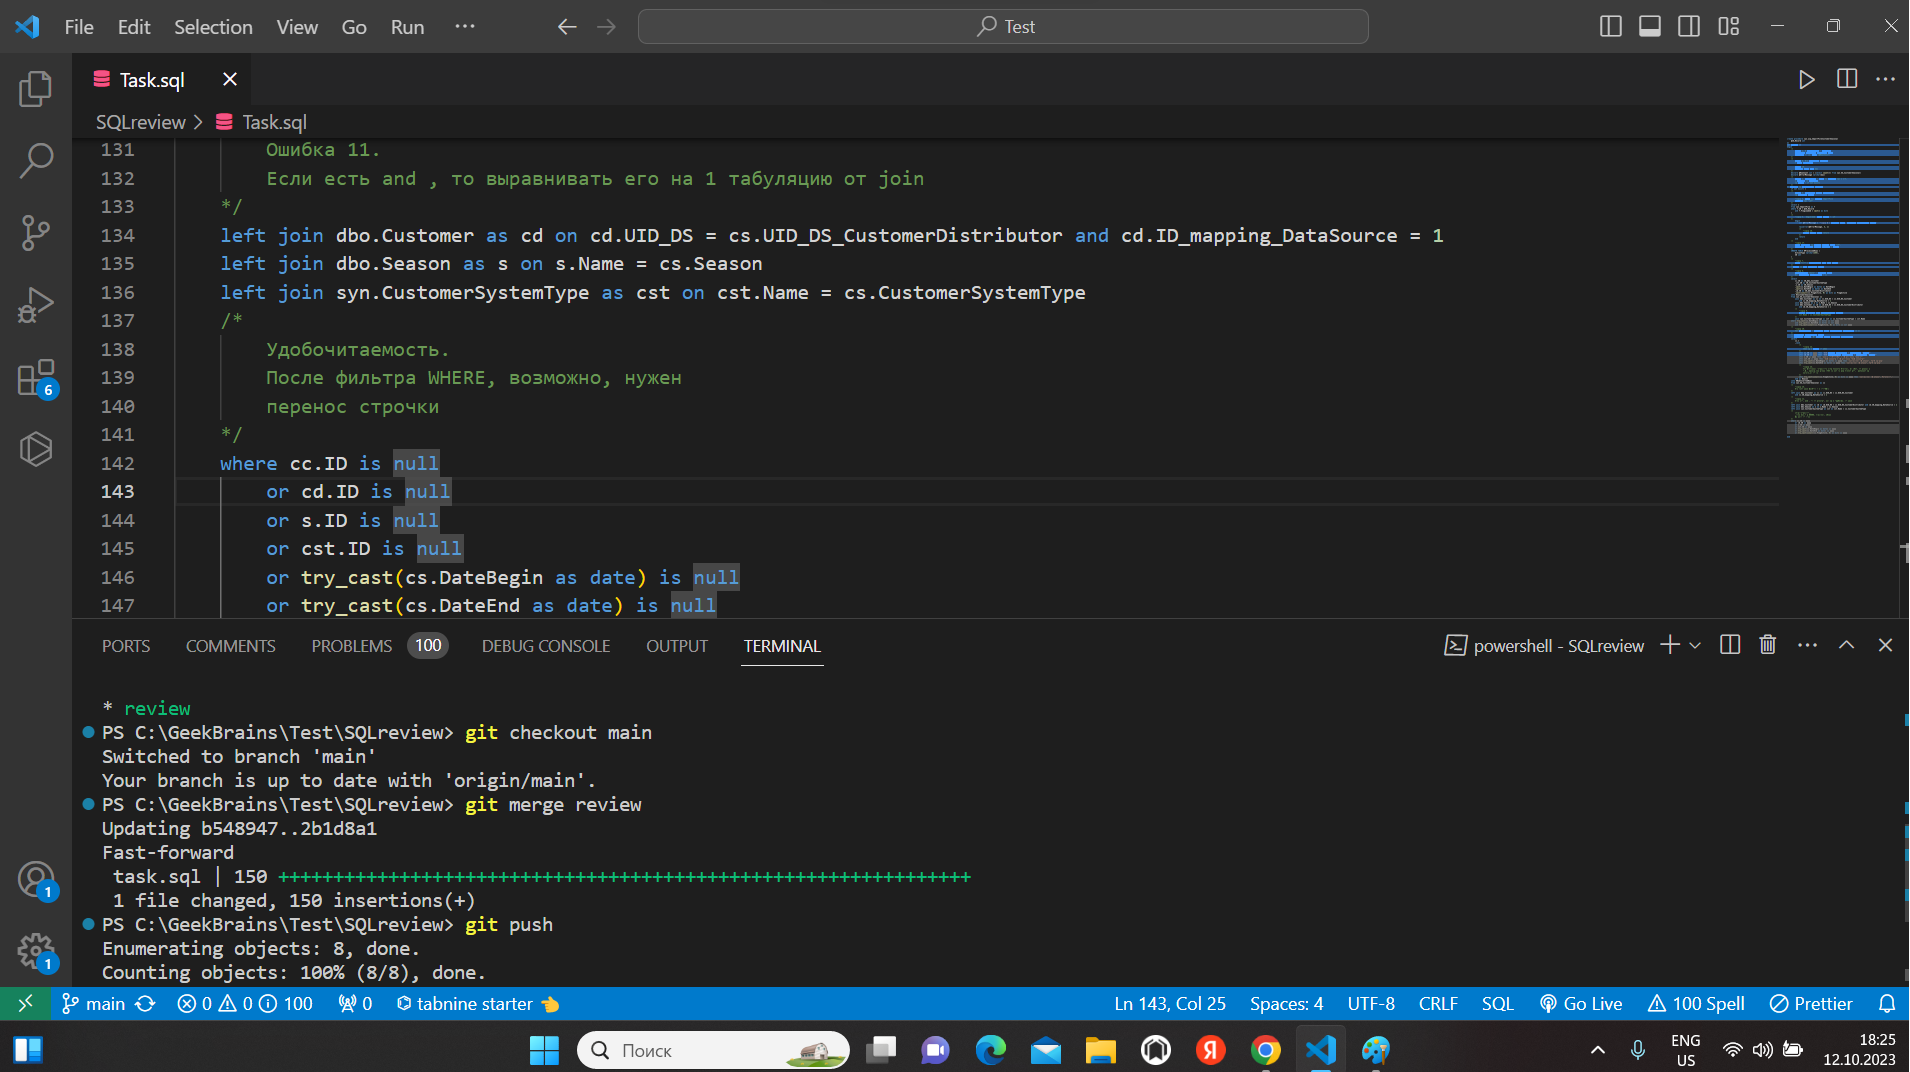 File Edit Selection View Go Run ··· Test
Task.sql
SQLreview > Task.sql
131 Ошибка 11.
132 Если есть and , то выравнивать его на 1 табуляцию от join
133 */
134 left join dbo.Customer as cd on cd.UID_DS = cs.UID_DS_CustomerDistributor and cd.ID_mapping_DataSource = 1
135 left join dbo.Season as s on s.Name = cs.Season
136 left join syn.CustomerSystemType as cst on cst.Name = cs.CustomerSystemType
137 /*
138 Удобочитаемость.
139 После фильтра WHERE, возможно, нужен
140 перенос строчки
141 */
142 where cc.ID is null
143 or cd.ID is null
144 or s.ID is null
145 or cst.ID is null
146 or try_cast(cs.DateBegin as date) is null
147 or try_cast(cs.DateEnd as date) is null
6
PORTS COMMENTS PROBLEMS 100 DEBUG CONSOLE OUTPUT TERMINAL powershell - SQLreview
* review
PS C:\GeekBrains\Test\SQLreview> git checkout main
Switched to branch 'main'
Your branch is up to date with 'origin/main'.
PS C:\GeekBrains\Test\SQLreview> git merge review
Updating b548947..2b1d8a1
Fast-forward
task.sql | 150 +++++++++++++++++++++++++++++++++++++++++++++++++++++++++++++++
1 file changed, 150 insertions(+)
PS C:\GeekBrains\Test\SQLreview> git push
Enumerating objects: 8, done.
Counting objects: 100% (8/8), done.
1
1
main 0 0 100 0 tabnine starter Ln 143, Col 25 Spaces: 4 UTF-8 CRLF SQL Go Live 100 Spell Prettier
Поиск Я ENG US 18:25
12.10.2023